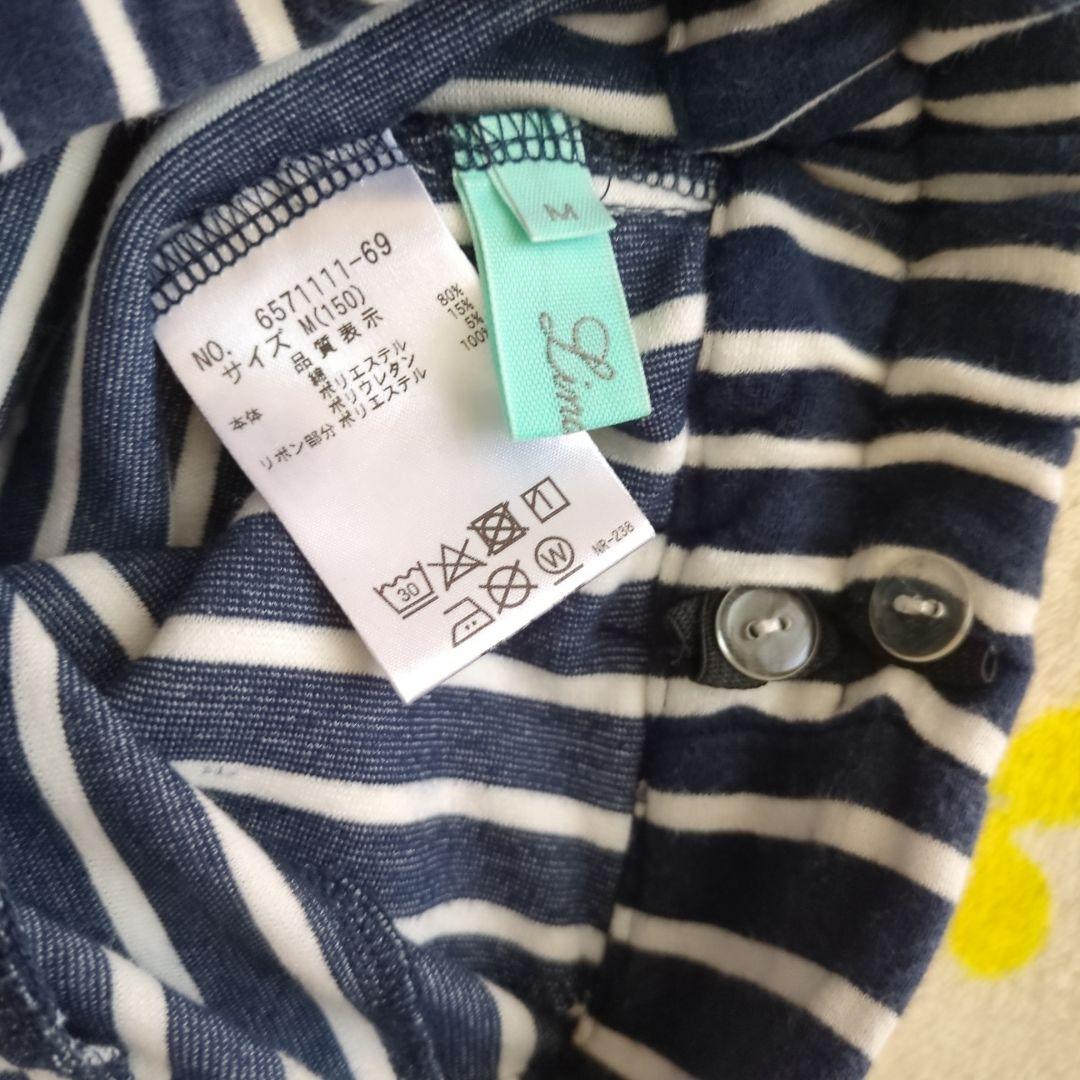 NO. 6571111-69
サイズ M(150)
品質表示
本体 綿 80%
ポリエステル 15%
ポリウレタン 5%
リボン部分 ポリエステル 100%
30
W
NR-238
M